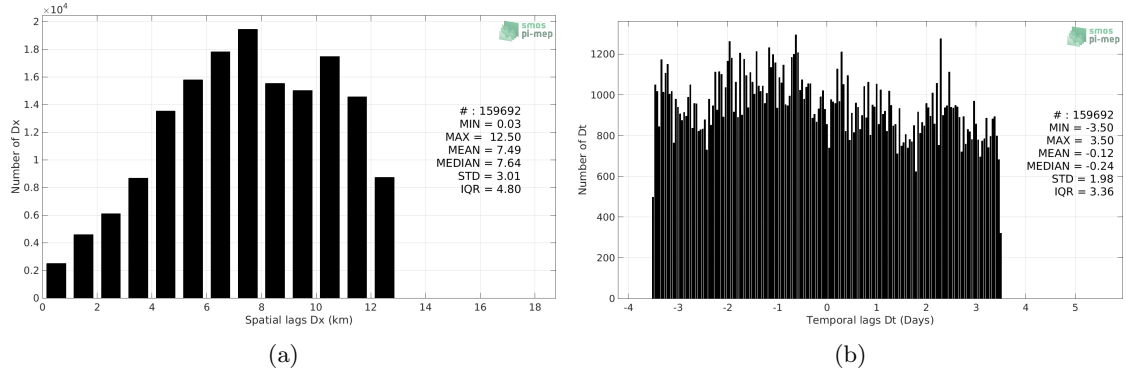 ×10⁴
2
1.8
1.6
1.4
1.2
1
0.8
0.6
0.4
0.2
0
Number of Dx
0 2 4 6 8 10 12 14 16 18
Spatial lags Dx (km)
smos
pi-mep
# : 159692
MIN = 0.03
MAX = 12.50
MEAN = 7.49
MEDIAN = 7.64
STD = 3.01
IQR = 4.80
(a)
1200
1000
800
600
400
200
0
Number of Dt
-4 -3 -2 -1 0 1 2 3 4 5
Temporal lags Dt (Days)
smos
pi-mep
# : 159692
MIN = -3.50
MAX = 3.50
MEAN = -0.12
MEDIAN = -0.24
STD = 1.98
IQR = 3.36
(b)